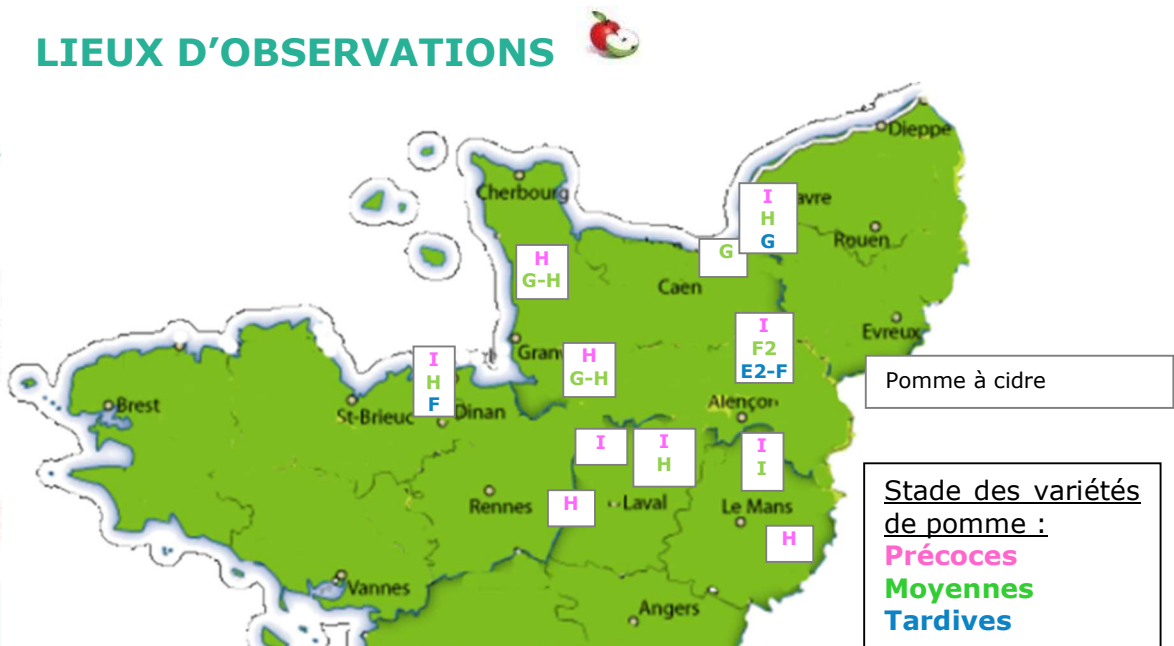 LIEUX D'OBSERVATIONS
Dieppe
Cherbourg
I
avre
H
G
Rouen
G
H
G-H
Caen
I
F2
E2-F
Evreux
Gran
H
G-H
I
H
F
Pomme à cidre
Brest
St-Brieuc
Dinan
Alençon
I
I
H
I
I
Stade des variétés
de pomme :
Précoces
Moyennes
Tardives
Rennes
H
Laval
Le Mans
H
Vannes
Angers